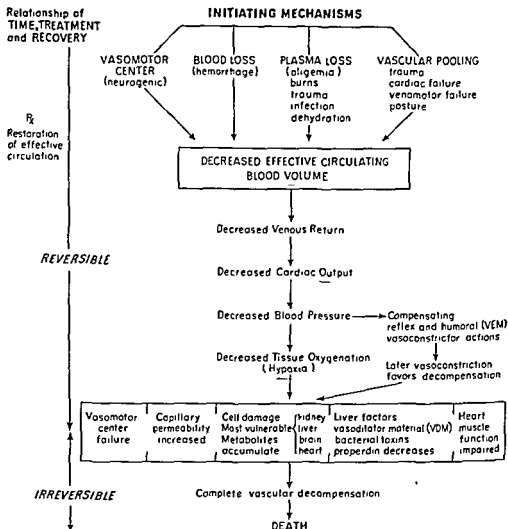 Relationship of
TIME, TREATMENT
and RECOVERY
INITIATING MECHANISMS
VASOMOTOR
CENTER
(neurogenic)
BLOOD LOSS
(hemorrhage)
PLASMA LOSS
(oligemia)
burns
trauma
infection
dehydration
VASCULAR POOLING
trauma
cardiac failure
venamotor failure
posture
℞
Restoration
of effective
circulation
DECREASED EFFECTIVE CIRCULATING
BLOOD VOLUME
Decreased Venous Return
REVERSIBLE
Decreased Cardiac Output
Decreased Blood Pressure
Compensating
reflex and humoral (VEM)
vasoconstrictor actions
Decreased Tissue Oxygenation
(Hypoxia)
Later vasoconstriction
favors decompensation
Vasomotor
center
failure
Capillary
permeability
increased
Cell damage
Most vulnerable
Metabolites
accumulate
kidney
liver
brain
heart
Liver factors
vasodilator material (VDM)
bacterial toxins
properdin decreases
Heart
muscle
function
impaired
IRREVERSIBLE
Complete vascular decompensation
DEATH